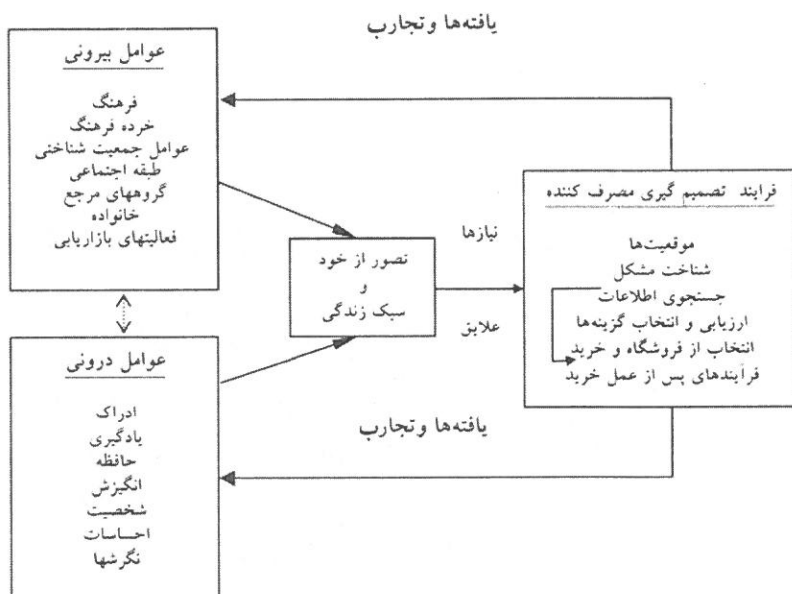 یافته‌ها وتجارب
عوامل بیرونی
فرهنگ
خرده فرهنگ
عوامل جمعیت شناختی
طبقه اجتماعی
گروههای مرجع
خانواده
فعالیتهای بازاریابی
فرایند تصمیم گیری مصرف کننده
موقعیت‌ها
شناخت مشکل
جستجوی اطلاعات
ارزیابی و انتخاب گزینه‌ها
انتخاب از فروشگاه و خرید
فرآیندهای پس از عمل خرید
نیازها
علایق
تصور از خود
و
سبک زندگی
عوامل درونی
ادراک
یادگیری
حافظه
انگیزش
شخصیت
احساسات
نگرشها
یافته‌ها وتجارب